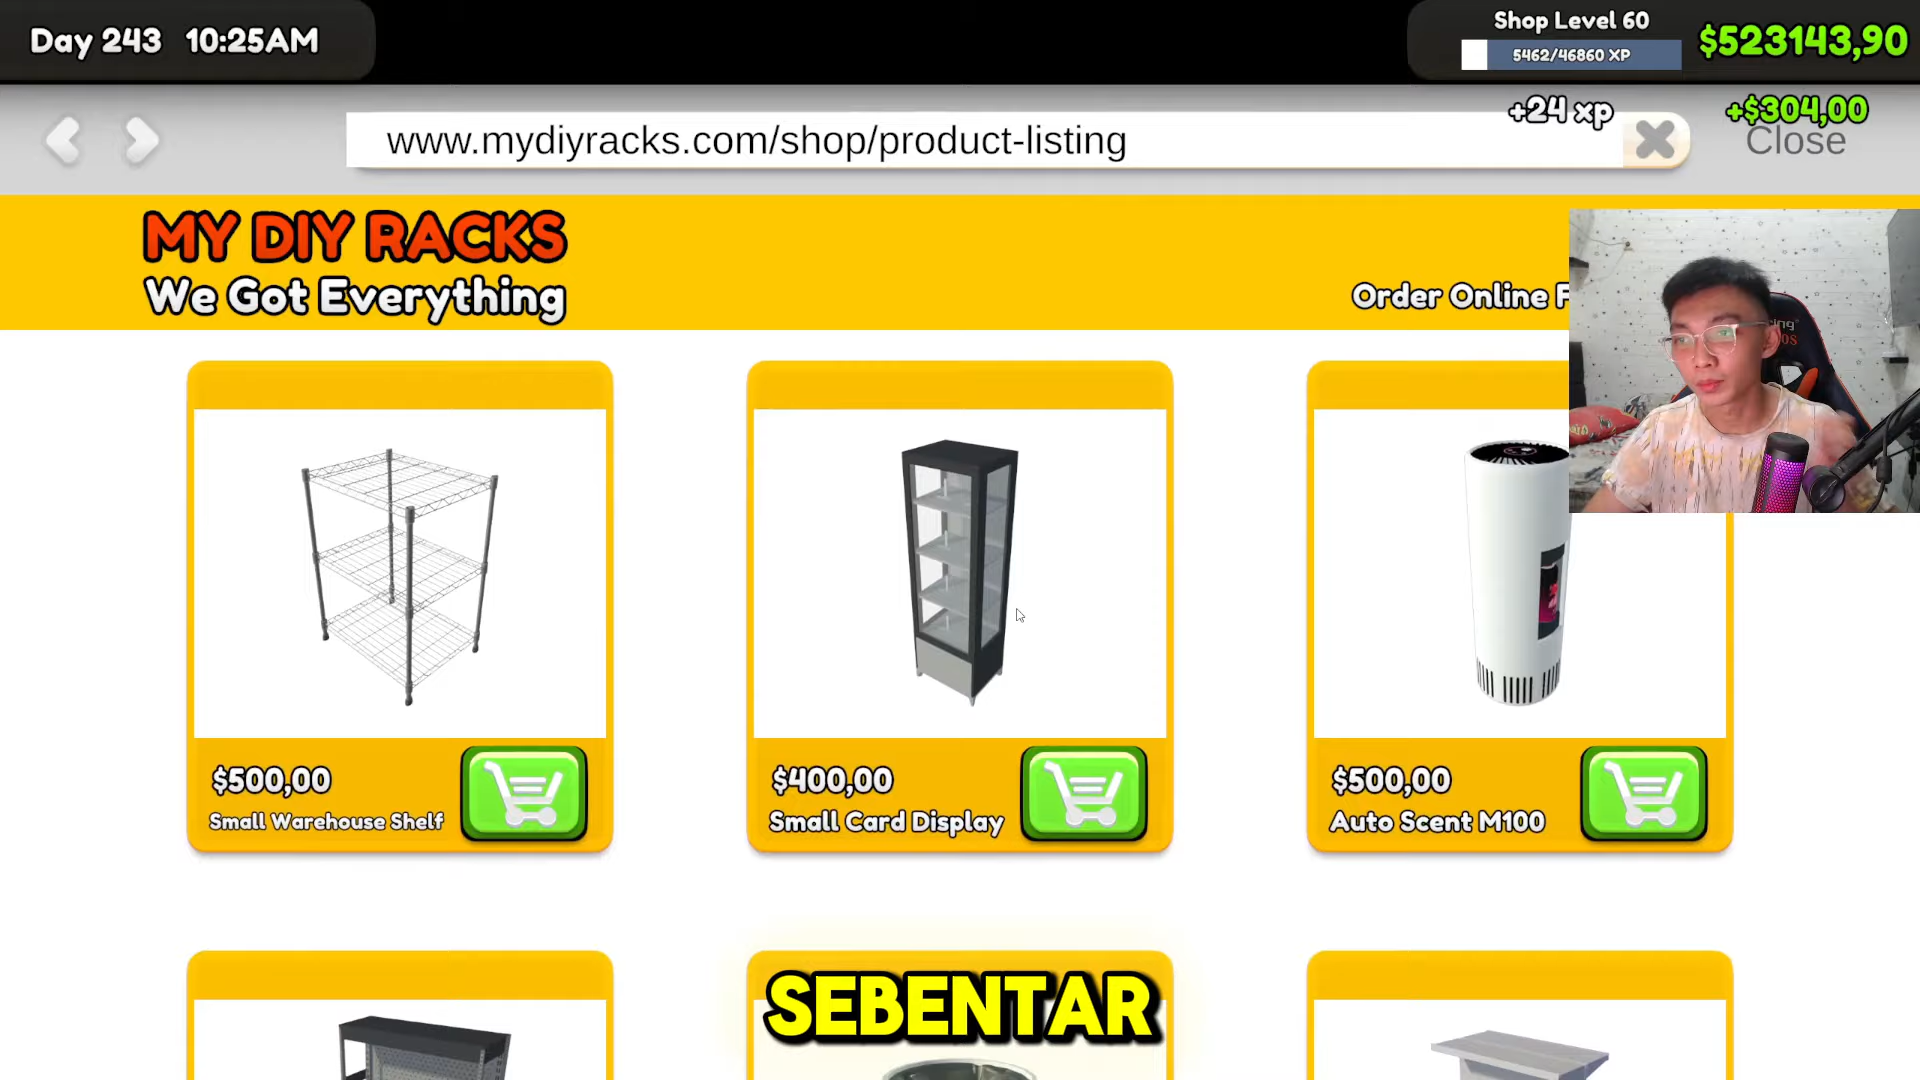 Day 243 10:25AM
Shop Level 60
5462/46860 XP
$523143,90
+24 xp
+$304,00
www.mydiyracks.com/shop/product-listing
Close
MY DIY RACKS
We Got Everything
Order Online F
$500,00
Small Warehouse Shelf
$400,00
Small Card Display
$500,00
Auto Scent M100
SEBENTAR